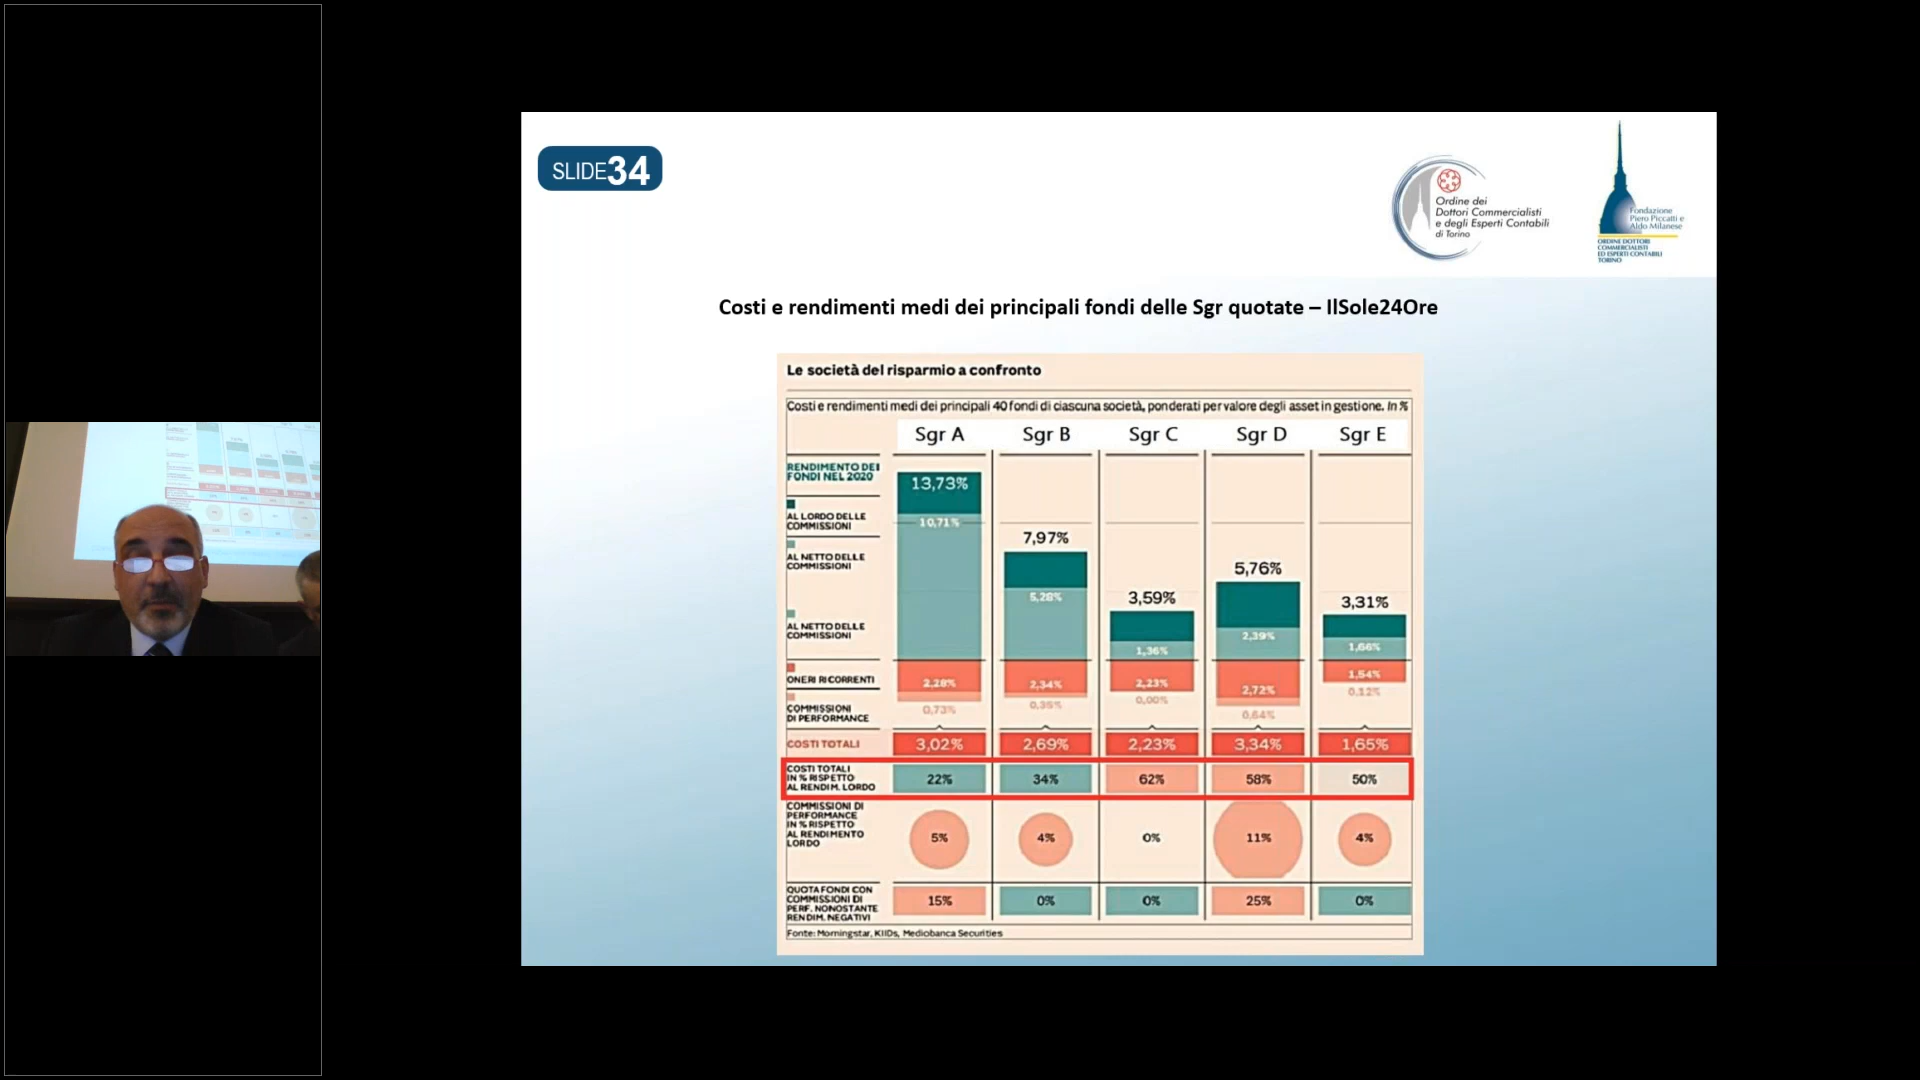 SLIDE34
Ordine dei
Dottori Commercialisti
e degli Esperti Contabili
di Torino
Fondazione
Piero Piccatti e
Aldo Milanese
ORDINE DOTTORI
COMMERCIALISTI
ED ESPERTI CONTABILI
TORINO
Costi e rendimenti medi dei principali fondi delle Sgr quotate – IlSole24Ore
Le società del risparmio a confronto
Costi e rendimenti medi dei principali 40 fondi di ciascuna società, ponderati per valore degli asset in gestione. In %
Sgr A Sgr B Sgr C Sgr D Sgr E
RENDIMENTO DEI
FONDI NEL 2020
AL LORDO DELLE
COMMISSIONI
AL NETTO DELLE
COMMISSIONI
AL NETTO DELLE
COMMISSIONI
13,73% 7,97% 3,59% 5,76% 3,31%
10,71% 5,28% 1,36% 2,39% 1,66%
ONERI RICORRENTI
2,28% 2,34% 2,23% 2,72% 1,54%
COMMISSIONI
DI PERFORMANCE
0,73% 0,35% 0,00% 0,64% 0,12%
COSTI TOTALI 3,02% 2,69% 2,23% 3,34% 1,65%
COSTI TOTALI
IN % RISPETTO
AL RENDIM. LORDO
22% 34% 62% 58% 50%
COMMISSIONI DI
PERFORMANCE
IN % RISPETTO
AL RENDIMENTO
LORDO
5% 4% 0% 11% 4%
QUOTA FONDI CON
COMMISSIONI DI
PERF. NONOSTANTE
RENDIM. NEGATIVI
15% 0% 0% 25% 0%
Fonte: Morningstar, KIIDs, Mediobanca Securities